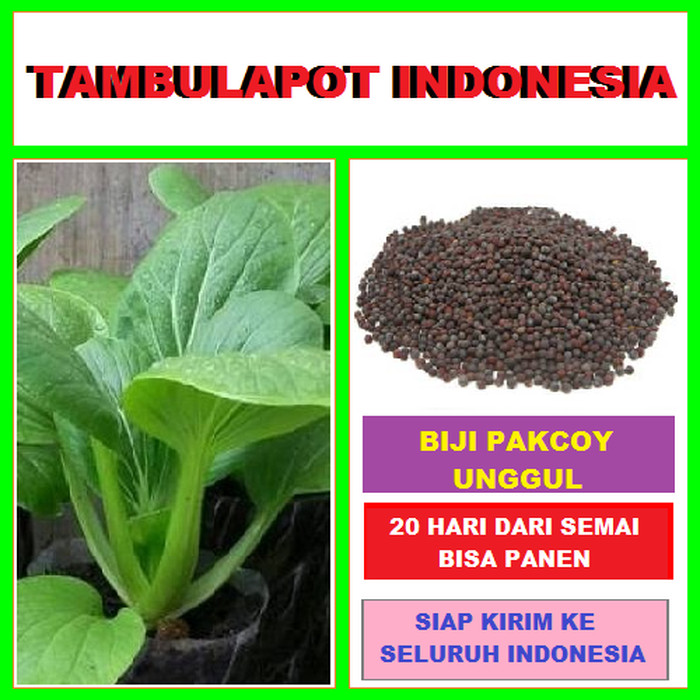 TAMBULAPOT INDONESIA
BIJI PAKCOY
UNGGUL
20 HARI DARI SEMAI
BISA PANEN
SIAP KIRIM KE
SELURUH INDONESIA